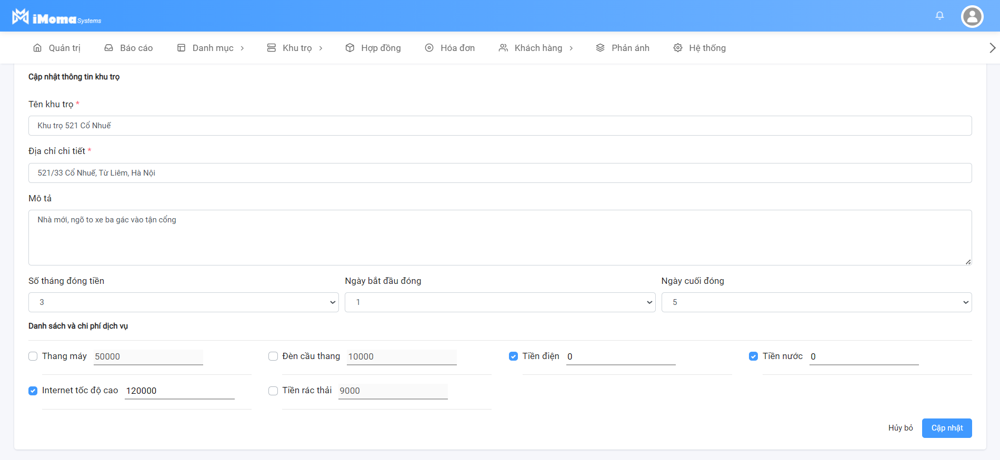 iMoma Systems
Quản trị Báo cáo Danh mục Khu trọ Hợp đồng Hóa đơn Khách hàng Phản ánh Hệ thống
Cập nhật thông tin khu trọ
Tên khu trọ *
Khu trọ 521 Cổ Nhuế
Địa chỉ chi tiết *
521/33 Cổ Nhuế, Từ Liêm, Hà Nội
Mô tả
Nhà mới, ngõ to xe ba gác vào tận cổng
Số tháng đóng tiền Ngày bắt đầu đóng Ngày cuối đóng
3 1 5
Danh sách và chi phí dịch vụ
Thang máy 50000 Đèn cầu thang 10000 Tiền điện 0 Tiền nước 0
Internet tốc độ cao 120000 Tiền rác thải 9000
Hủy bỏ Cập nhật